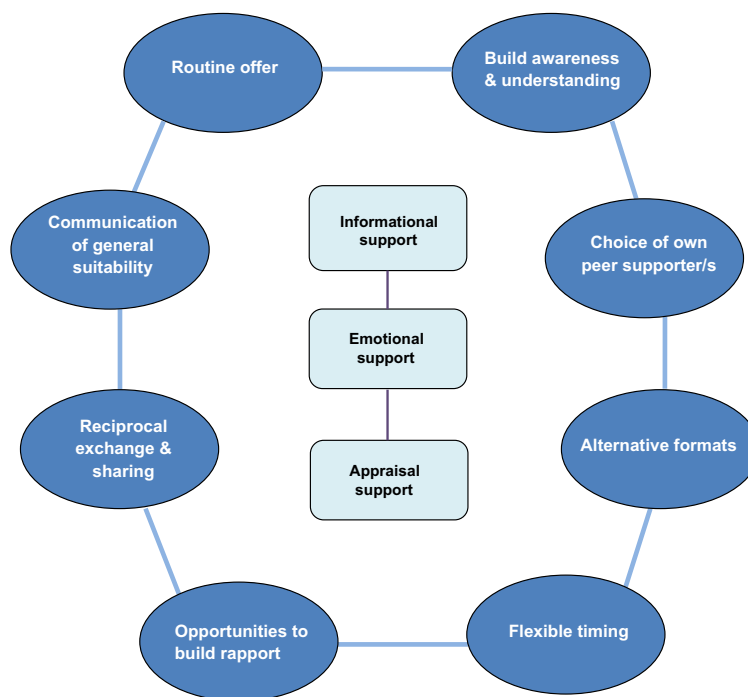 Routine offer
Build awareness
& understanding
Communication
of general
suitability
Informational
support
Choice of own
peer supporter/s
Emotional
support
Reciprocal
exchange &
sharing
Alternative formats
Appraisal
support
Opportunities to
build rapport
Flexible timing